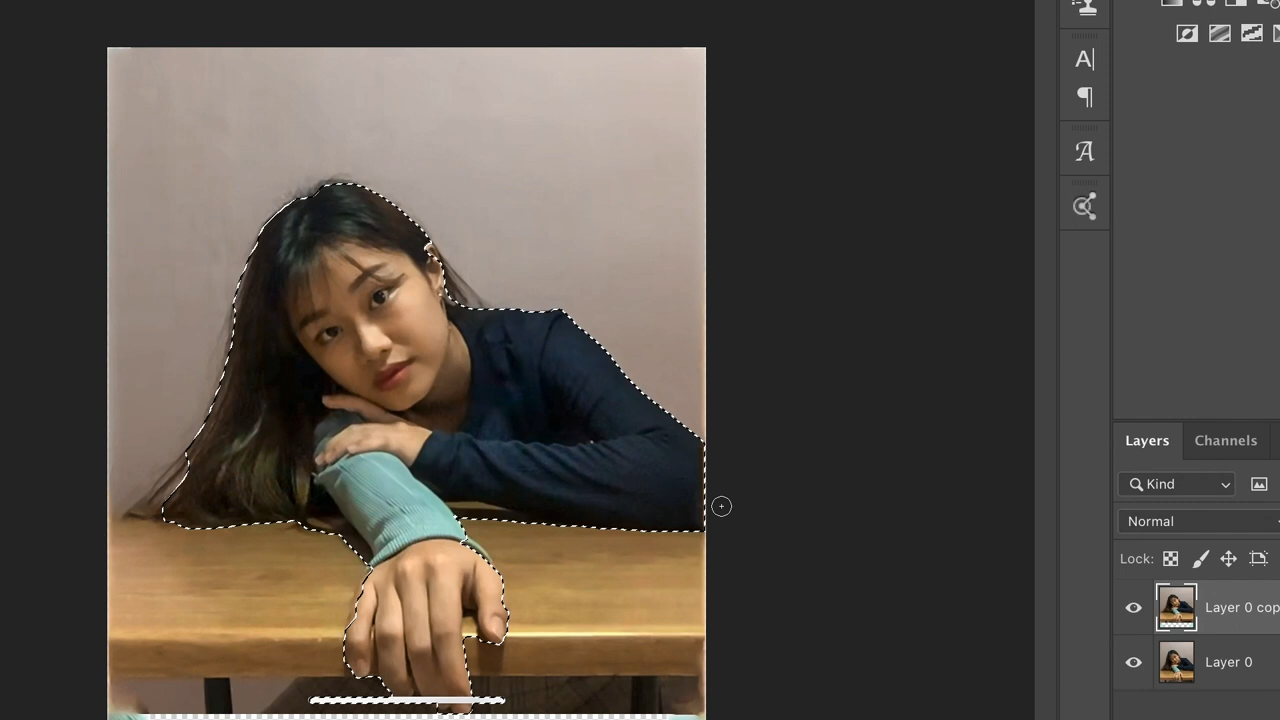 Layers
Channels
Kind
Normal
Lock:
Layer 0 cop
Layer 0